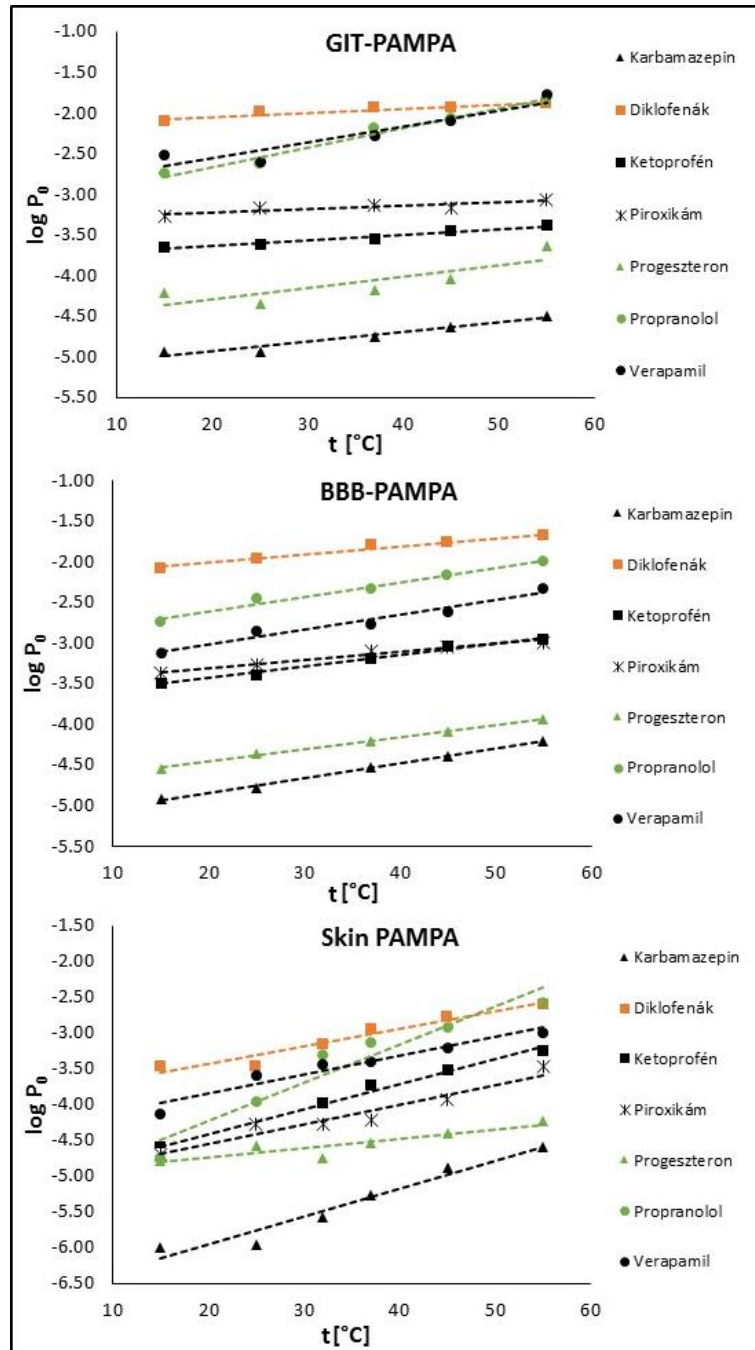 GIT-PAMPA
log P0
-1.00
-1.50
-2.00
-2.50
-3.00
-3.50
-4.00
-4.50
-5.00
-5.50
10 20 30 40 50 60
t [°C]
Karbamazepin
Diklofenák
Ketoprofén
Piroxikám
Progeszteron
Propranolol
Verapamil
BBB-PAMPA
log P0
-1.00
-1.50
-2.00
-2.50
-3.00
-3.50
-4.00
-4.50
-5.00
-5.50
10 20 30 40 50 60
t [°C]
Karbamazepin
Diklofenák
Ketoprofén
Piroxikám
Progeszteron
Propranolol
Verapamil
Skin PAMPA
log P0
-1.50
-2.00
-2.50
-3.00
-3.50
-4.00
-4.50
-5.00
-5.50
-6.00
-6.50
10 20 30 40 50 60
t [°C]
Karbamazepin
Diklofenák
Ketoprofén
Piroxikám
Progeszteron
Propranolol
Verapamil